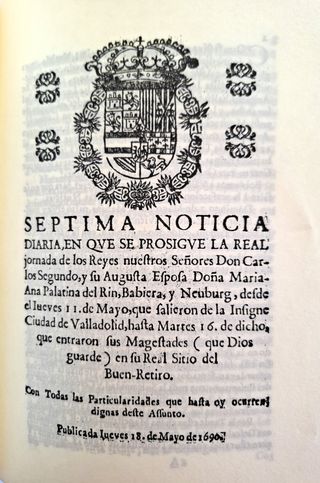 SEPTIMA NOTICIA
DIARIA, EN QVE SE PROSIGVE LA REAL
jornada de los Reyes nuestros Señores Don Car-
los Segundo, y su Augusta Esposa Doña Maria-
Ana Palatina del Rin, Babiera, y Neuburg, desde
el Iueves 11. de Mayo, que salieron de la Insigne
Ciudad de Valladolid, hasta Martes 16. de dicho,
que entraron sus Magestades ( que Dios
guarde ) en su Real Sitio del
Buen-Retiro.
Con Todas las Particularidades que hasta oy ocurren
dignas deste Assunto.
Publicada Iueves 18. de Mayo de 1690.